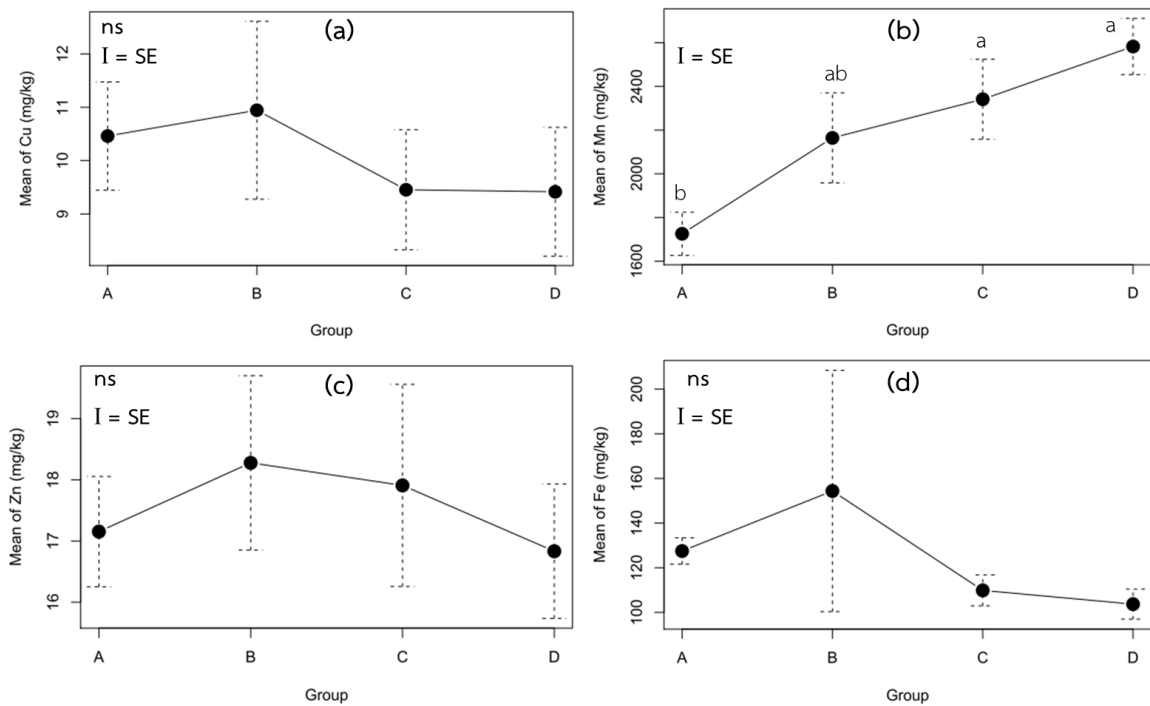 ns
(a)
I = SE
12
11
10
9
Mean of Cu (mg/kg)
A
B
C
D
Group
(b)
I = SE
b
ab
a
a
2400
2000
1600
Mean of Mn (mg/kg)
A
B
C
D
Group
ns
(c)
I = SE
19
18
17
16
Mean of Zn (mg/kg)
A
B
C
D
Group
ns
(d)
I = SE
200
180
160
140
120
100
Mean of Fe (mg/kg)
A
B
C
D
Group